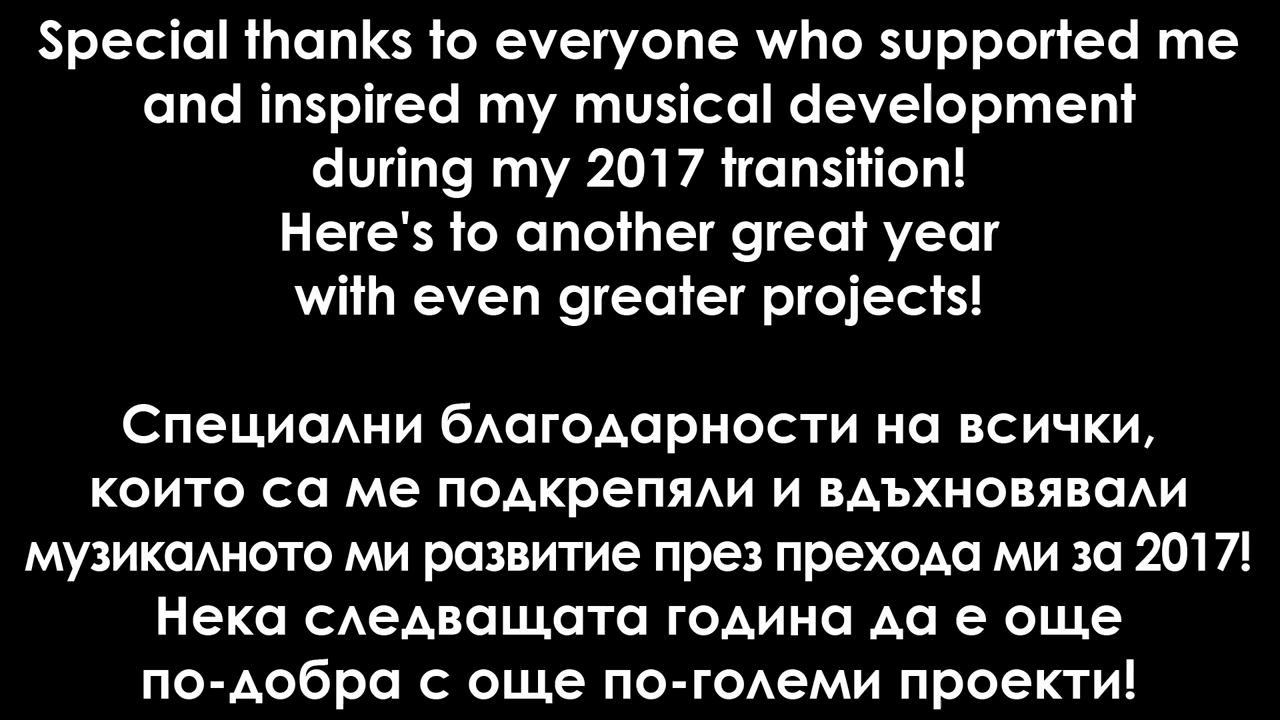 Special thanks to everyone who supported me
and inspired my musical development
during my 2017 transition!
Here's to another great year
with even greater projects!
Специални благодарности на всички,
които са ме подкрепяли и вдъхновявали
музикалното ми развитие през прехода ми за 2017!
Нека следващата година да е още
по-добра с още по-големи проекти!